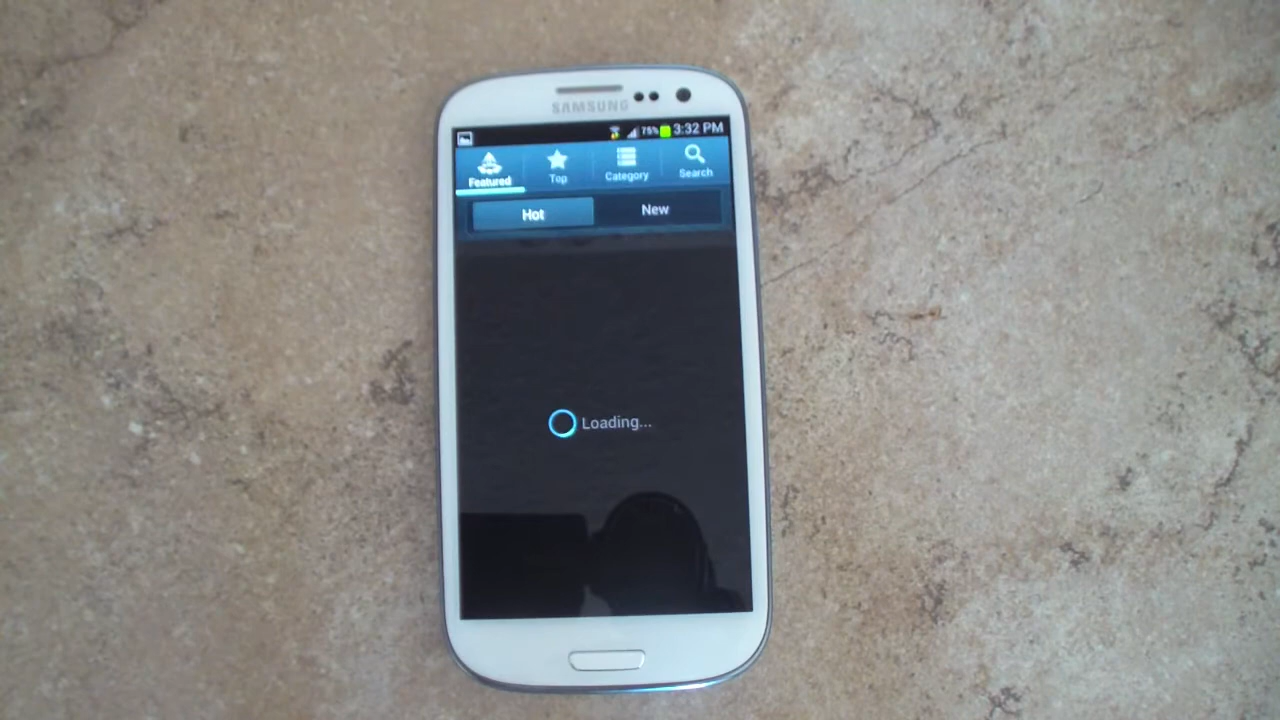 SAMSUNG
75% 3:32 PM
Featured Top Category Search
Hot New
Loading...